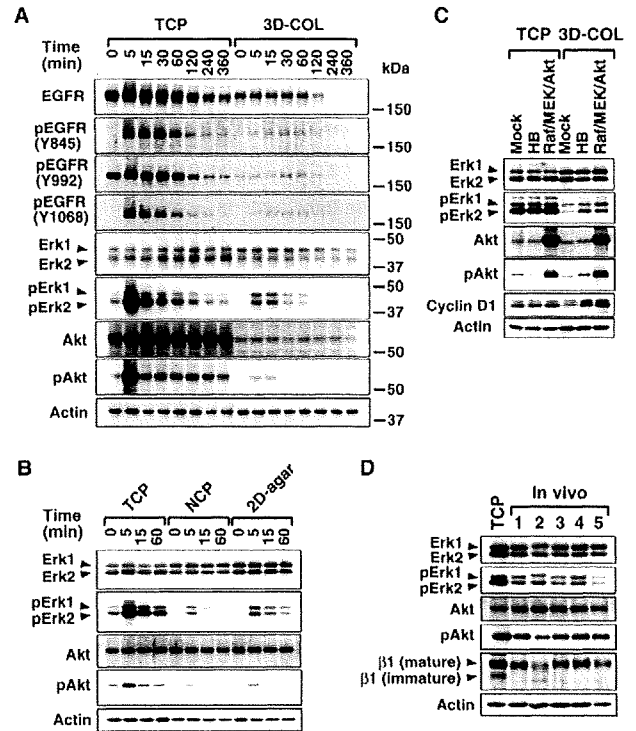 A
TCP 3D-COL
Time (min)
0 5 15 30 60 120 240 360 0 5 15 30 60 120 240 360
kDa
EGFR
150
pEGFR (Y845)
150
pEGFR (Y992)
150
pEGFR (Y1068)
150
Erk1
Erk2
50
37
pErk1
pErk2
50
37
Akt
50
pAkt
50
Actin
37
B
TCP NCP 2D-agar
Time (min)
0 5 15 60 0 5 15 60 0 5 15 60
Erk1
Erk2
pErk1
pErk2
Akt
pAkt
Actin
C
TCP 3D-COL
Mock HB Raf/MEK/Akt Mock HB Raf/MEK/Akt
Erk1
Erk2
pErk1
pErk2
Akt
pAkt
Cyclin D1
Actin
D
TCP In vivo
1 2 3 4 5
Erk1
Erk2
pErk1
pErk2
Akt
pAkt
β1 (mature)
β1 (immature)
Actin